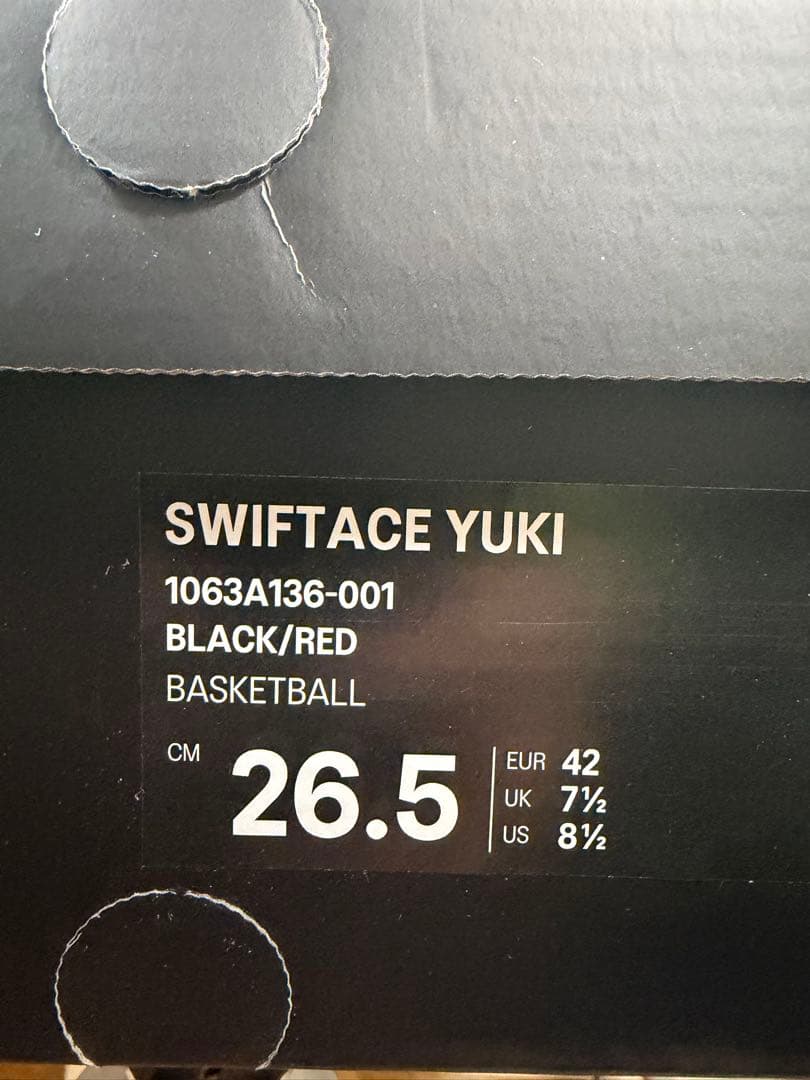 SWIFTACE YUKI
1063A136-001
BLACK/RED
BASKETBALL
CM 26.5
EUR 42
UK 7½
US 8½